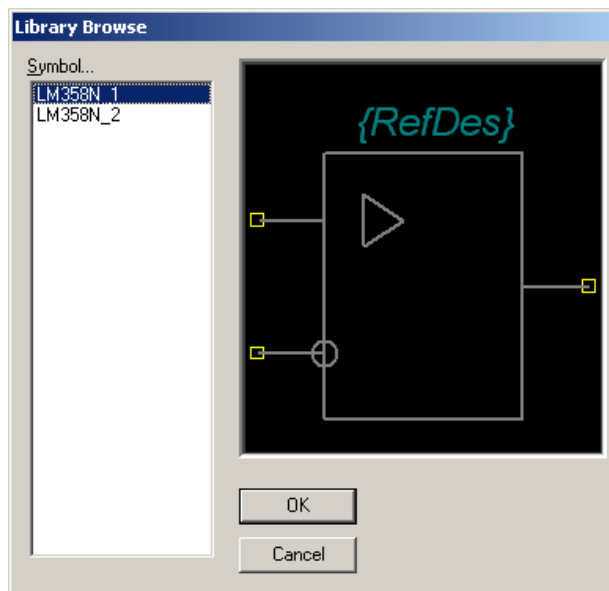 Library Browse
Symbol...
LM358N_1
LM358N_2
{RefDes}
OK
Cancel